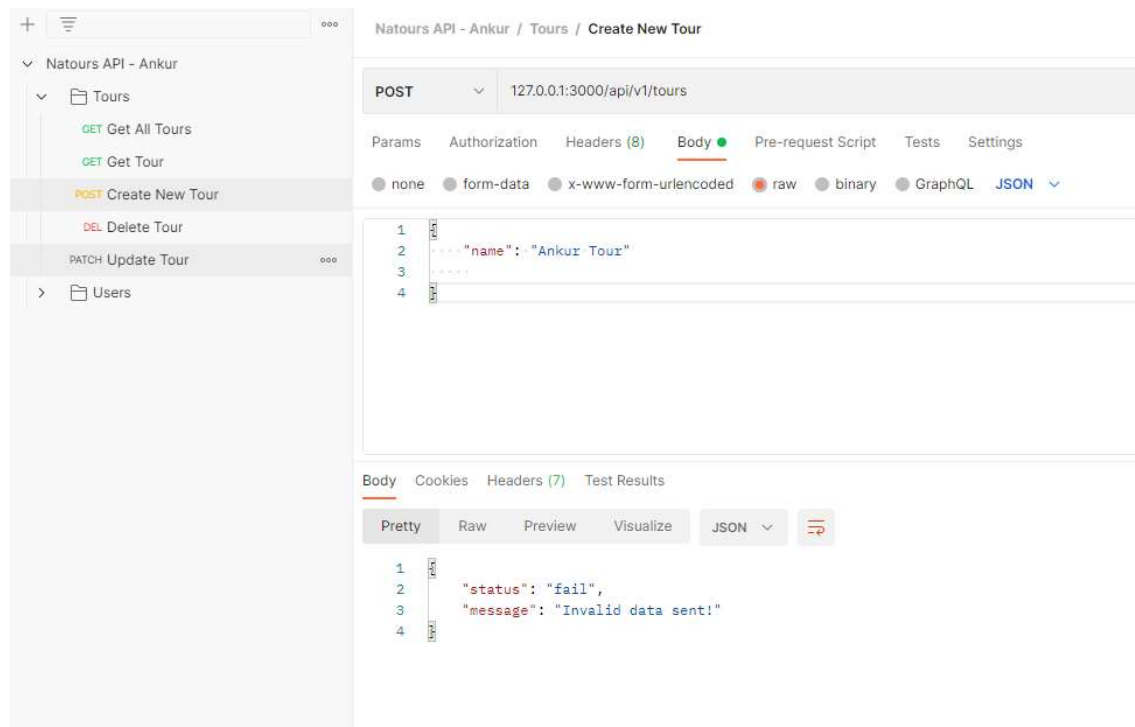 Natours API - Ankur
Tours
GET Get All Tours
GET Get Tour
POST Create New Tour
DEL Delete Tour
PATCH Update Tour
Users
Natours API - Ankur / Tours / Create New Tour
POST 127.0.0.1:3000/api/v1/tours
Params Authorization Headers (8) Body Pre-request Script Tests Settings
none form-data x-www-form-urlencoded raw binary GraphQL JSON
1 {
2 "name": "Ankur Tour"
3
4 }
Body Cookies Headers (7) Test Results
Pretty Raw Preview Visualize JSON
1 {
2 "status": "fail",
3 "message": "Invalid data sent!"
4 }